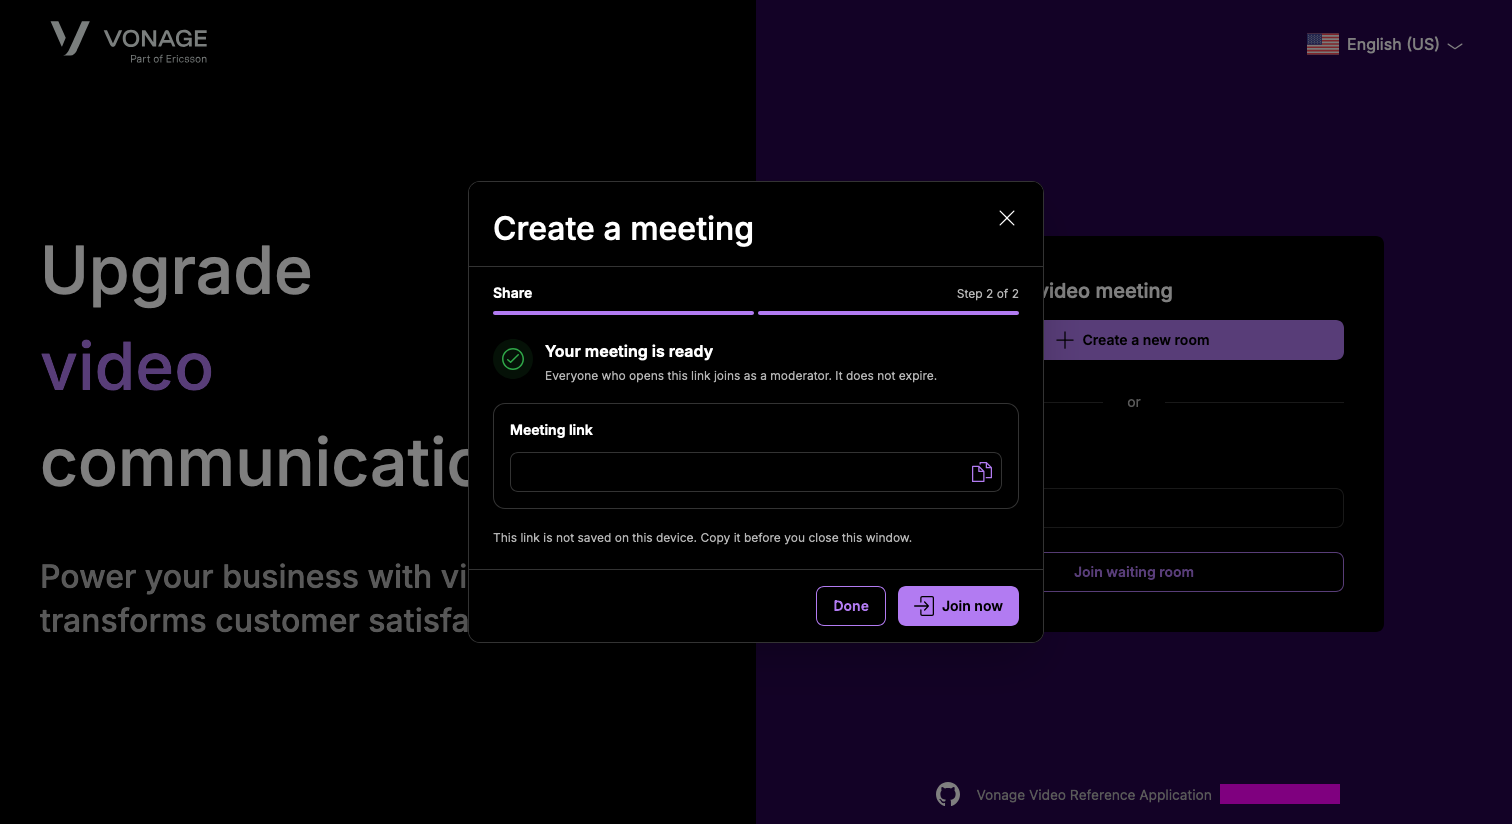 VONAGE
Part of Ericsson
English (US)
Upgrade
video
communicatio
Power your business with vi
transforms customer satisfa
Create a meeting
Share
Step 2 of 2
Your meeting is ready
Everyone who opens this link joins as a moderator. It does not expire.
Meeting link
This link is not saved on this device. Copy it before you close this window.
Done
Join now
video meeting
Create a new room
or
Join waiting room
Vonage Video Reference Application